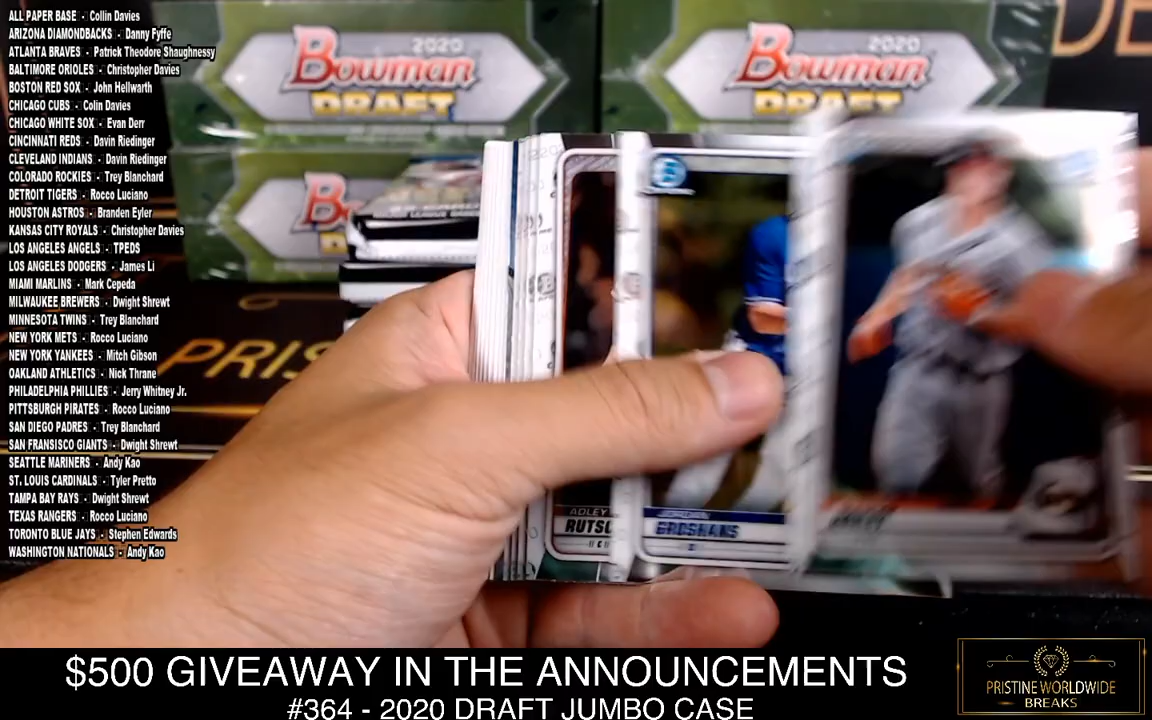 ALL PAPER BASE - Collin Davies
ARIZONA DIAMONDBACKS - Danny Fyffe
ATLANTA BRAVES - Patrick Theodore Shaughnessy
BALTIMORE ORIOLES - Christopher Davies
BOSTON RED SOX - John Hellwarth
CHICAGO CUBS - Colin Davies
CHICAGO WHITE SOX - Evan Derr
CINCINNATI REDS - Davin Riedinger
CLEVELAND INDIANS - Davin Riedinger
COLORADO ROCKIES - Trey Blanchard
DETROIT TIGERS - Rocco Luciano
HOUSTON ASTROS - Branden Eyler
KANSAS CITY ROYALS - Christopher Davies
LOS ANGELES ANGELS - TPEDS
LOS ANGELES DODGERS - James Li
MIAMI MARLINS - Mark Cepeda
MILWAUKEE BREWERS - Dwight Shrewt
MINNESOTA TWINS - Trey Blanchard
NEW YORK METS - Rocco Luciano
NEW YORK YANKEES - Mitch Gibson
OAKLAND ATHLETICS - Nick Thrane
PHILADELPHIA PHILLIES - Jerry Whitney Jr.
PITTSBURGH PIRATES - Rocco Luciano
SAN DIEGO PADRES - Trey Blanchard
SAN FRANSISCO GIANTS - Dwight Shrewt
SEATTLE MARINERS - Andy Kao
ST. LOUIS CARDINALS - Tyler Pretto
TAMPA BAY RAYS - Dwight Shrewt
TEXAS RANGERS - Rocco Luciano
TORONTO BLUE JAYS - Stephen Edwards
WASHINGTON NATIONALS - Andy Kao
2020
Bowman
DRAFT
2020
Bowman
DRAFT
Bo
PRIS
DE
ADLEY
RUTSC
JORDAN
GROSHANS
$500 GIVEAWAY IN THE ANNOUNCEMENTS
#364 - 2020 DRAFT JUMBO CASE
PRISTINE WORLDWIDE
BREAKS